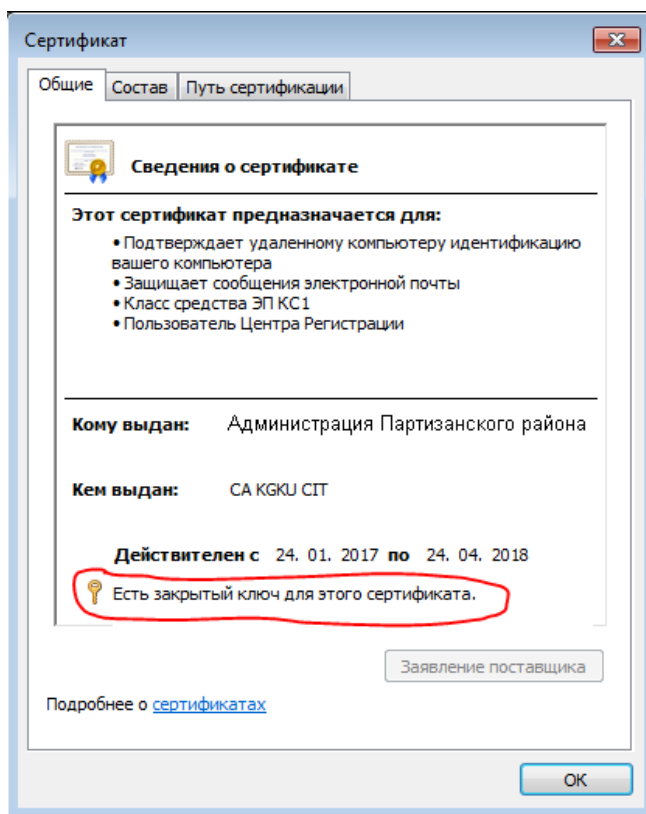 Сертификат
Общие Состав Путь сертификации
Сведения о сертификате
Этот сертификат предназначается для:
• Подтверждает удаленному компьютеру идентификацию
вашего компьютера
• Защищает сообщения электронной почты
• Класс средства ЭП КС1
• Пользователь Центра Регистрации
Кому выдан: Администрация Партизанского района
Кем выдан: CA KGKU CIT
Действителен с 24. 01. 2017 по 24. 04. 2018
Есть закрытый ключ для этого сертификата.
Заявление поставщика
Подробнее о сертификатах
ОК